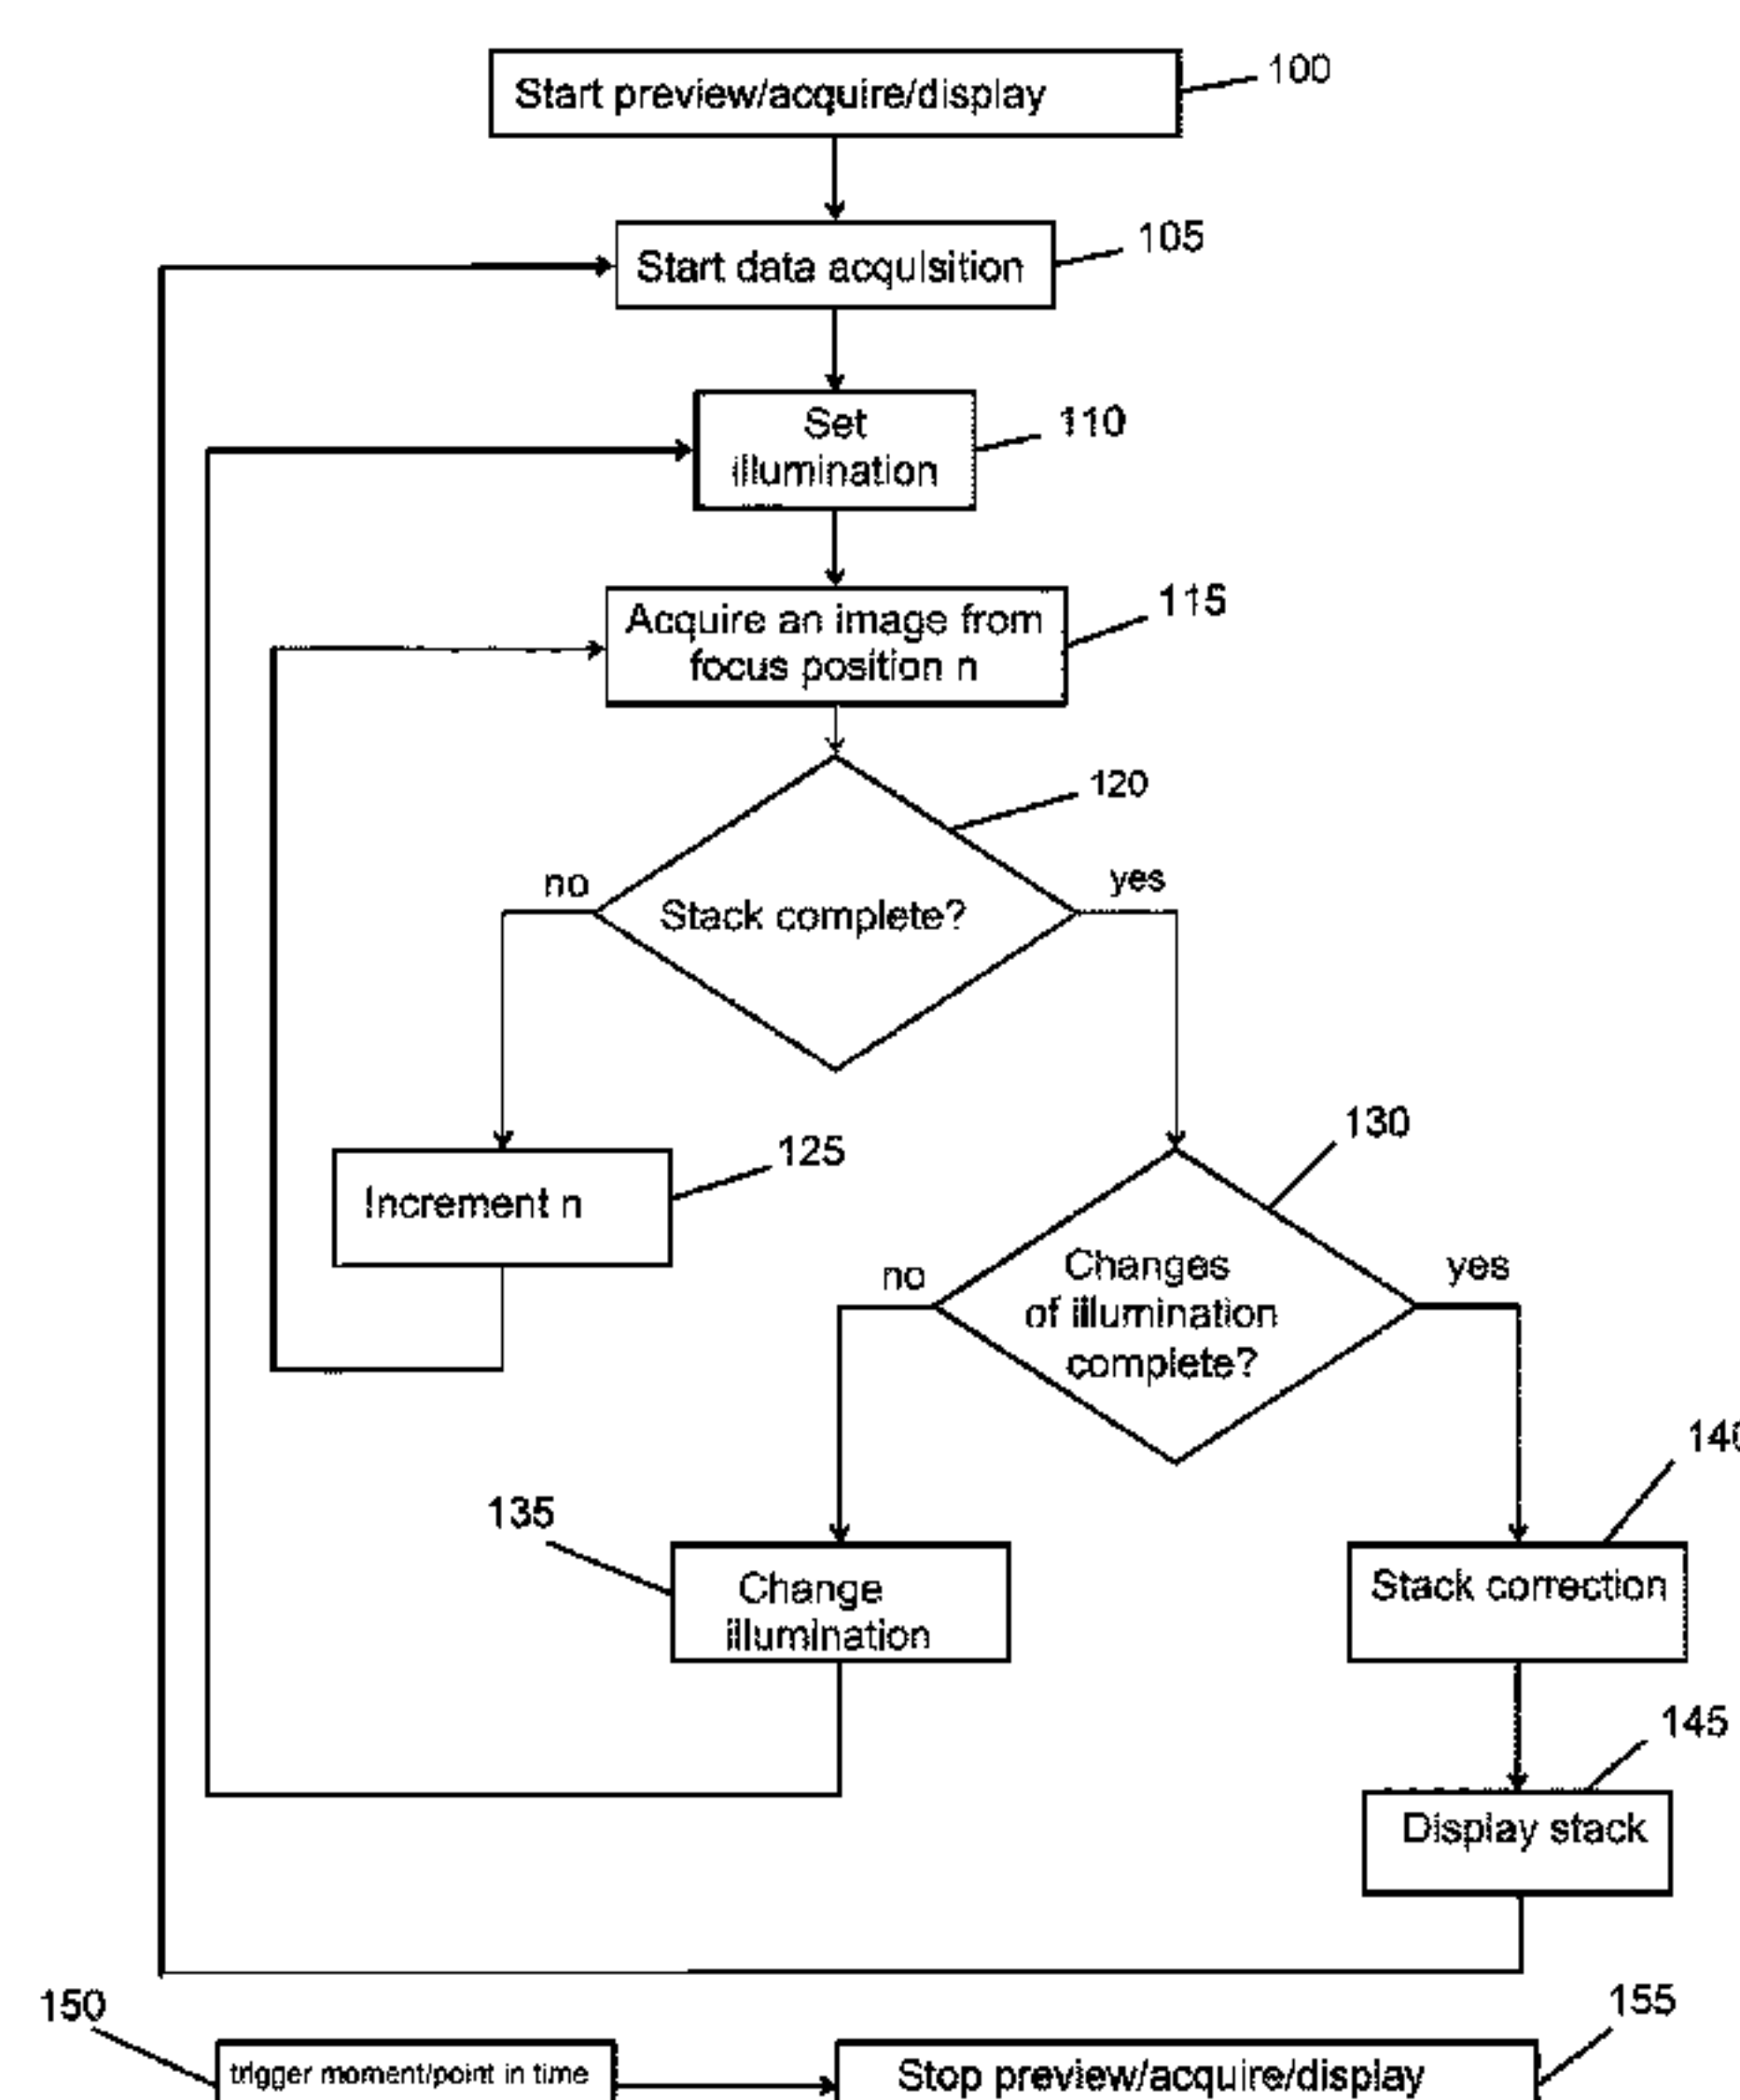 Start preview/acquire/display
100
Start data acqulsition
105
Set
illumination
110
Acquire an image from
focus position n
115
120
no
yes
Stack complete?
130
125
Increment n
no
yes
Changes
of illumination
complete?
140
135
Change
illumination
Stack correction
145
Display stack
150
155
trigger moment/point in time
Stop preview/acquire/display